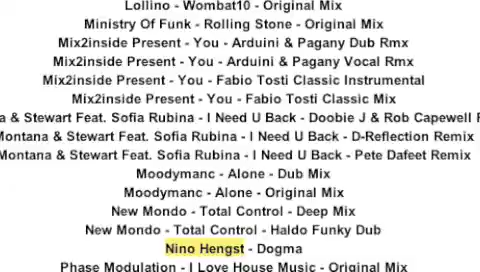 Lollino - Wombat10 - Original Mix
Ministry Of Funk - Rolling Stone - Original Mix
Mix2inside Present - You - Arduini & Pagany Dub Rmx
Mix2inside Present - You - Arduini & Pagany Vocal Rmx
Mix2inside Present - You - Fabio Tosti Classic Instrumental
Mix2inside Present - You - Fabio Tosti Classic Mix
a & Stewart Feat. Sofia Rubina - I Need U Back - Doobie J & Rob Capewell
Montana & Stewart Feat. Sofia Rubina - I Need U Back - D-Reflection Remix
Montana & Stewart Feat. Sofia Rubina - I Need U Back - Pete Dafeet Remix
Moodymanc - Alone - Dub Mix
Moodymanc - Alone - Original Mix
New Mondo - Total Control - Deep Mix
New Mondo - Total Control - Haldo Funky Dub
Nino Hengst - Dogma
Phase Modulation - I Love House Music - Original Mix